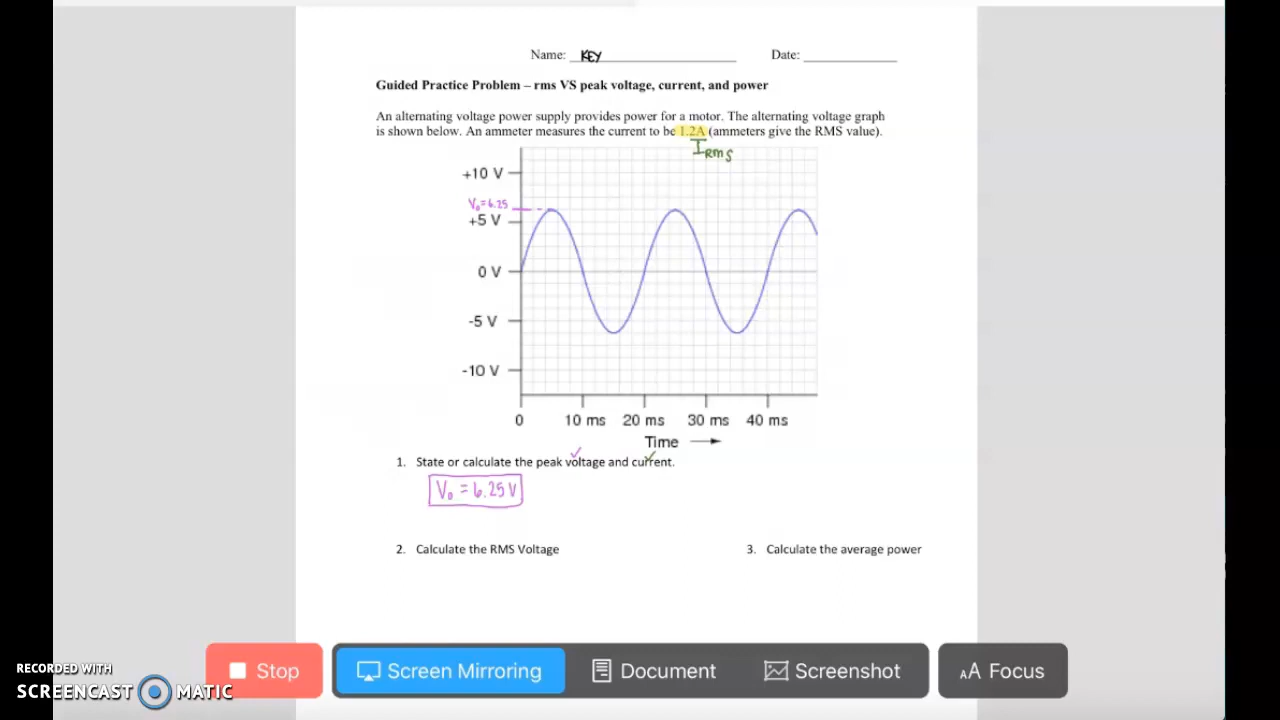 Name: KEY Date:
Guided Practice Problem – rms VS peak voltage, current, and power
An alternating voltage power supply provides power for a motor. The alternating voltage graph
is shown below. An ammeter measures the current to be 1.2A (ammeters give the RMS value).
IRMS
+10 V
V₀=6.25
+5 V
0 V
-5 V
-10 V
0 10 ms 20 ms 30 ms 40 ms
Time
1. State or calculate the peak voltage and current.
V₀ = 6.25 V
2. Calculate the RMS Voltage 3. Calculate the average power
RECORDED WITH
SCREENCAST MATIC
Stop Screen Mirroring Document Screenshot AA Focus